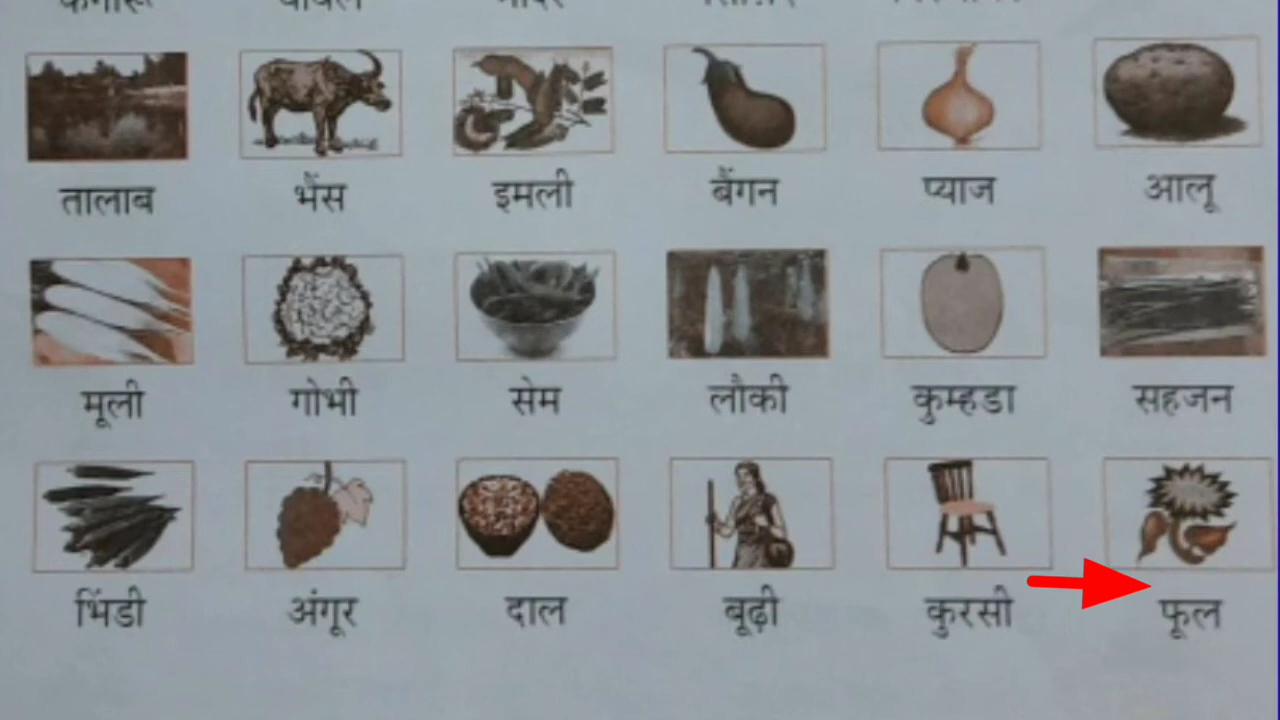 तालाब भैंस इमली बैंगन प्याज आलू
मूली गोभी सेम लौकी कुम्हडा सहजन
भिंडी अंगूर दाल बूढ़ी कुरसी फूल